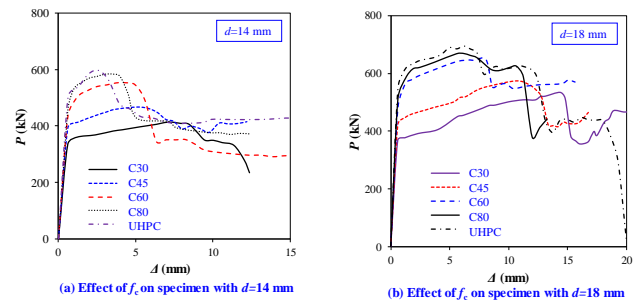 800
600
400
200
0
P (kN)
d=14 mm
C30
C45
C60
C80
UHPC
0 5 10 15
Δ (mm)
(a) Effect of fc on specimen with d=14 mm
800
600
400
200
0
P (kN)
d=18 mm
C30
C45
C60
C80
UHPC
0 5 10 15 20
Δ (mm)
(b) Effect of fc on specimen with d=18 mm